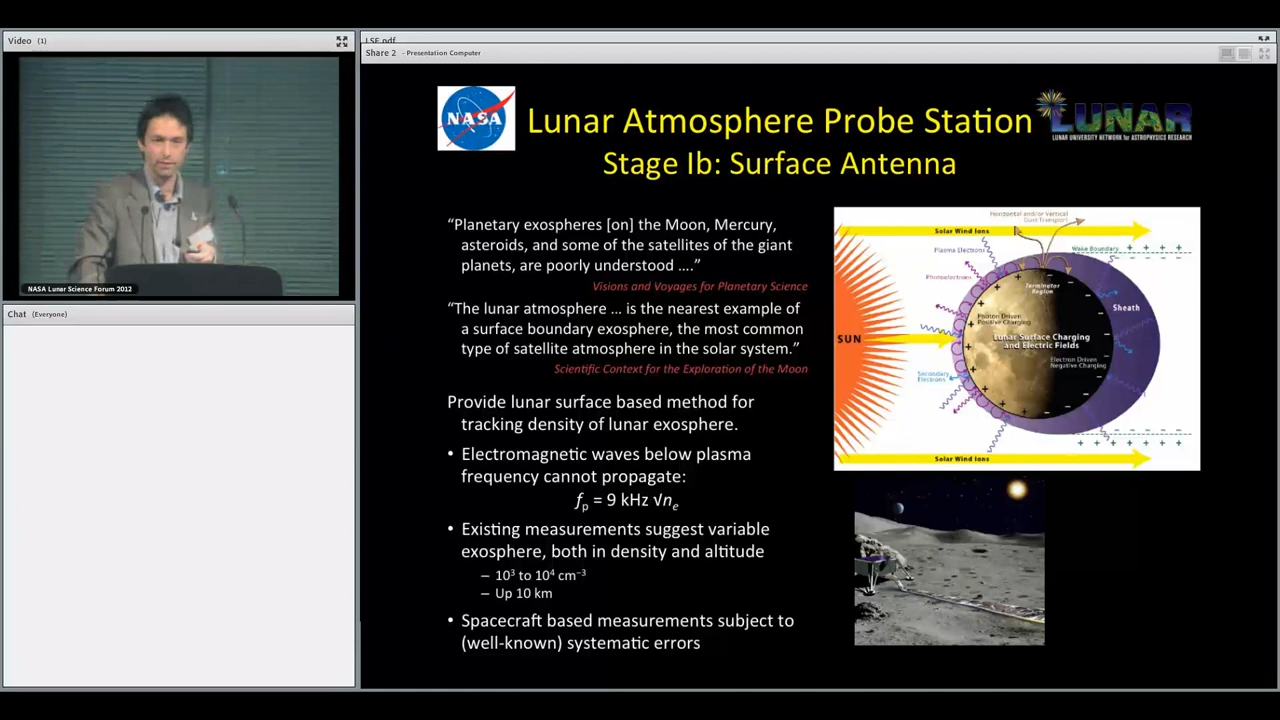 Video (1)
LSE.pdf
Share 2 - Presentation Computer
NASA
Lunar Atmosphere Probe Station
Stage Ib: Surface Antenna
LUNAR
LUNAR UNIVERSITY NETWORK for ASTROPHYSICS RESEARCH
“Planetary exospheres [on] the Moon, Mercury,
asteroids, and some of the satellites of the giant
planets, are poorly understood ….”
Visions and Voyages for Planetary Science
“The lunar atmosphere … is the nearest example of
a surface boundary exosphere, the most common
type of satellite atmosphere in the solar system.”
Scientific Context for the Exploration of the Moon
Provide lunar surface based method for
tracking density of lunar exosphere.
• Electromagnetic waves below plasma
frequency cannot propagate:
fp = 9 kHz √ne
• Existing measurements suggest variable
exosphere, both in density and altitude
– 10³ to 10⁴ cm⁻³
– Up 10 km
• Spacecraft based measurements subject to
(well-known) systematic errors
Horizontal and/or Vertical
Dust Transport
Solar Wind Ions
Plasma Electrons
Wake Boundary
Photoelectrons
Terminator
Region
Sheath
Photon Driven
Positive Charging
SUN
Lunar Surface Charging
and Electric Fields
Electron Driven
Negative Charging
Secondary
Electrons
Solar Wind Ions
NASA Lunar Science Forum 2012
Chat (Everyone)